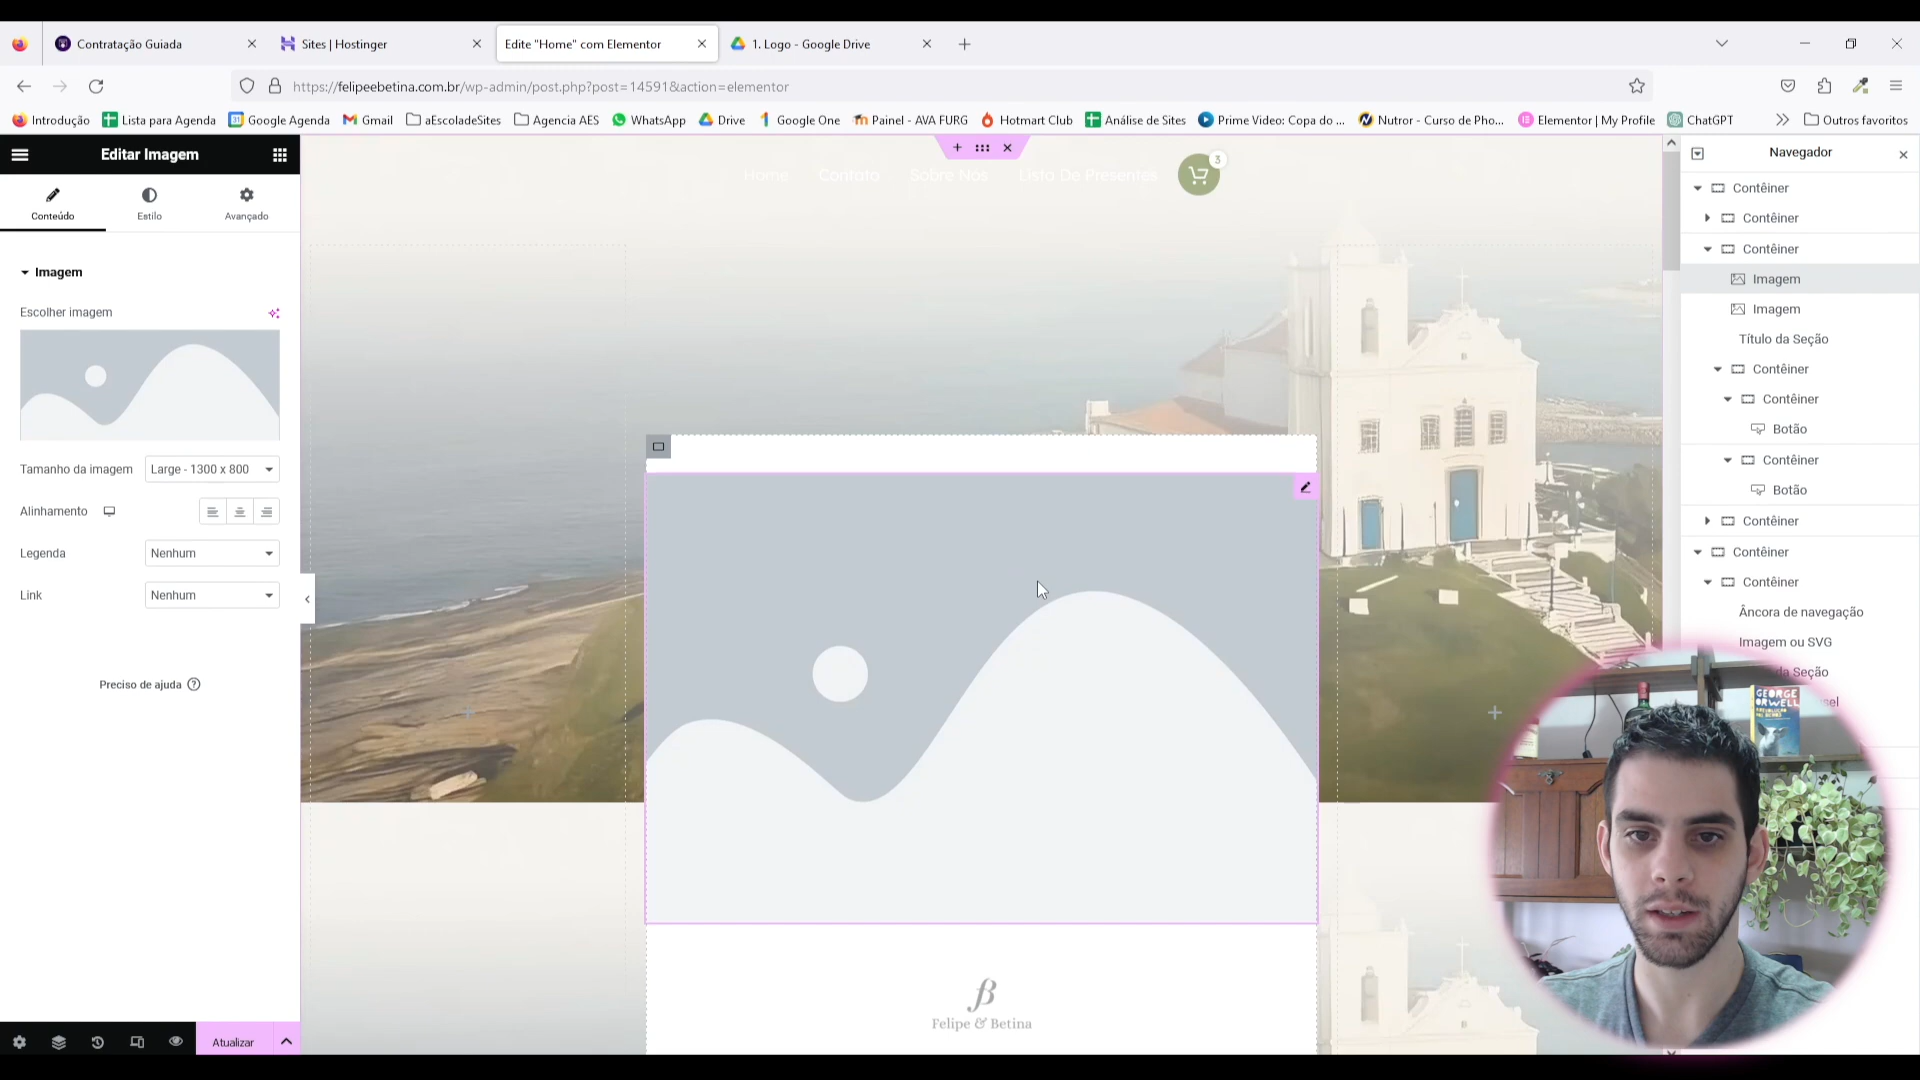 Contratação Guiada
Sites | Hostinger
Edite "Home" com Elementor
1. Logo - Google Drive
https://felipeebetina.com.br/wp-admin/post.php?post=14591&action=elementor
Introdução
Lista para Agenda
Google Agenda
Gmail
aEscoladeSites
Agencia AES
WhatsApp
Drive
Google One
Painel - AVA FURG
Hotmart Club
Análise de Sites
Prime Video: Copa do ...
Nutror - Curso de Pho...
Elementor | My Profile
ChatGPT
Outros favoritos
Editar Imagem
Conteúdo
Estilo
Avançado
Imagem
Escolher imagem
Tamanho da imagem
Large - 1300 x 800
Alinhamento
Legenda
Nenhum
Link
Nenhum
Preciso de ajuda
Atualizar
Home
Contato
Sobre Nós
Lista De Presentes
3
Felipe & Betina
Navegador
Contêiner
Contêiner
Contêiner
Imagem
Imagem
Título da Seção
Contêiner
Contêiner
Botão
Contêiner
Botão
Contêiner
Contêiner
Contêiner
Âncora de navegação
Imagem ou SVG
da Seção
sel
GEORGE
ORWELL